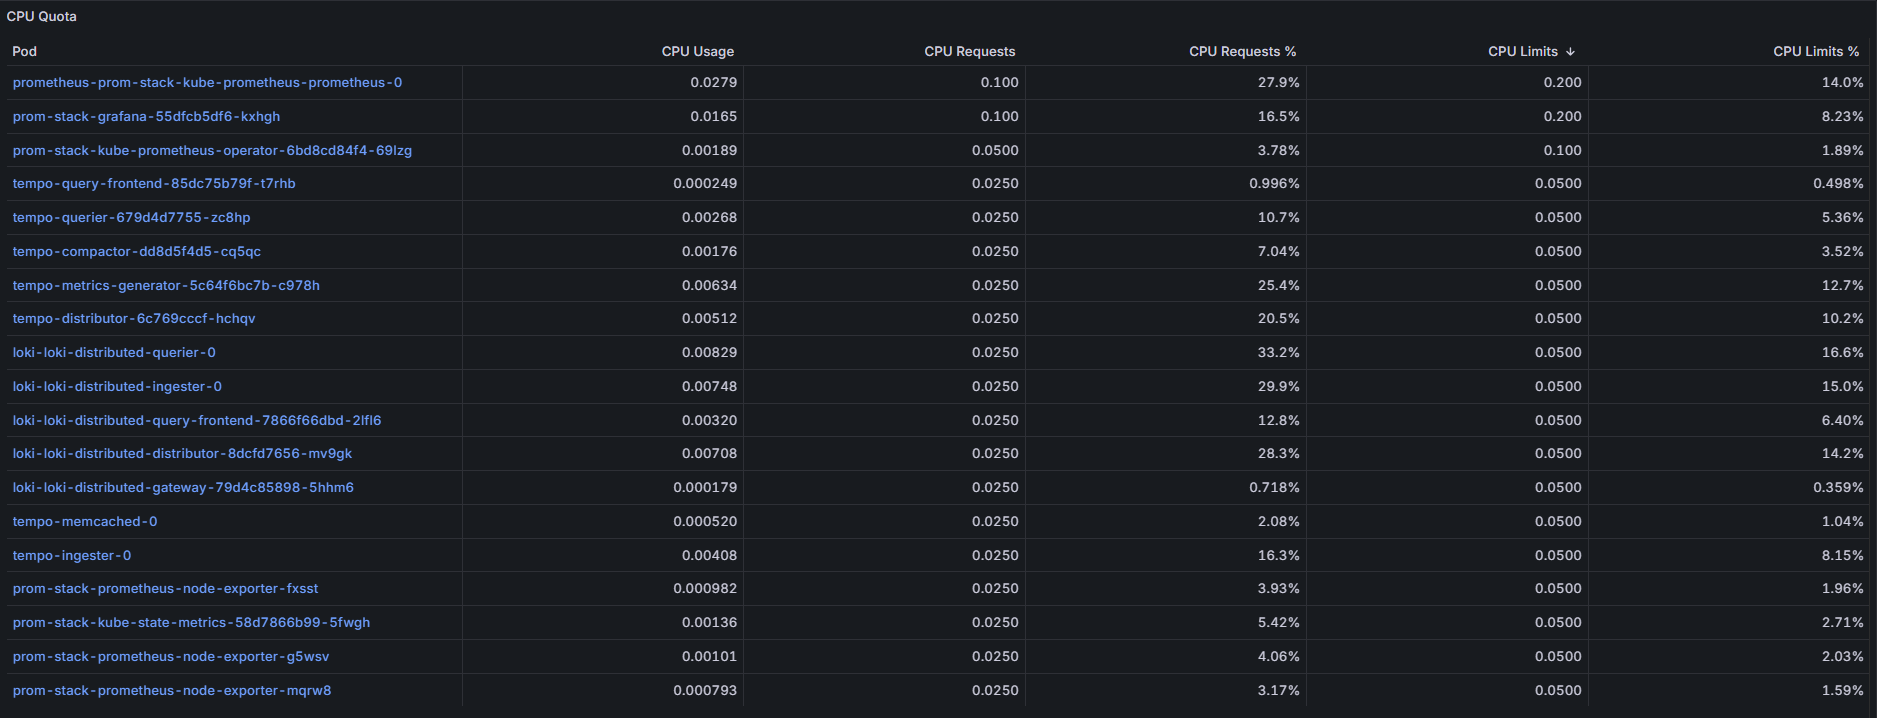 CPU Quota
Pod CPU Usage CPU Requests CPU Requests % CPU Limits ↓ CPU Limits %
prometheus-prom-stack-kube-prometheus-prometheus-0 0.0279 0.100 27.9% 0.200 14.0%
prom-stack-grafana-55dfcb5df6-kxhgh 0.0165 0.100 16.5% 0.200 8.23%
prom-stack-kube-prometheus-operator-6bd8cd84f4-69lzg 0.00189 0.0500 3.78% 0.100 1.89%
tempo-query-frontend-85dc75b79f-t7rhb 0.000249 0.0250 0.996% 0.0500 0.498%
tempo-querier-679d4d7755-zc8hp 0.00268 0.0250 10.7% 0.0500 5.36%
tempo-compactor-dd8d5f4d5-cq5qc 0.00176 0.0250 7.04% 0.0500 3.52%
tempo-metrics-generator-5c64f6bc7b-c978h 0.00634 0.0250 25.4% 0.0500 12.7%
tempo-distributor-6c769cccf-hchqv 0.00512 0.0250 20.5% 0.0500 10.2%
loki-loki-distributed-querier-0 0.00829 0.0250 33.2% 0.0500 16.6%
loki-loki-distributed-ingester-0 0.00748 0.0250 29.9% 0.0500 15.0%
loki-loki-distributed-query-frontend-7866f66dbd-2lfl6 0.00320 0.0250 12.8% 0.0500 6.40%
loki-loki-distributed-distributor-8dcfd7656-mv9gk 0.00708 0.0250 28.3% 0.0500 14.2%
loki-loki-distributed-gateway-79d4c85898-5hhm6 0.000179 0.0250 0.718% 0.0500 0.359%
tempo-memcached-0 0.000520 0.0250 2.08% 0.0500 1.04%
tempo-ingester-0 0.00408 0.0250 16.3% 0.0500 8.15%
prom-stack-prometheus-node-exporter-fxsst 0.000982 0.0250 3.93% 0.0500 1.96%
prom-stack-kube-state-metrics-58d7866b99-5fwgh 0.00136 0.0250 5.42% 0.0500 2.71%
prom-stack-prometheus-node-exporter-g5wsv 0.00101 0.0250 4.06% 0.0500 2.03%
prom-stack-prometheus-node-exporter-mqrw8 0.000793 0.0250 3.17% 0.0500 1.59%